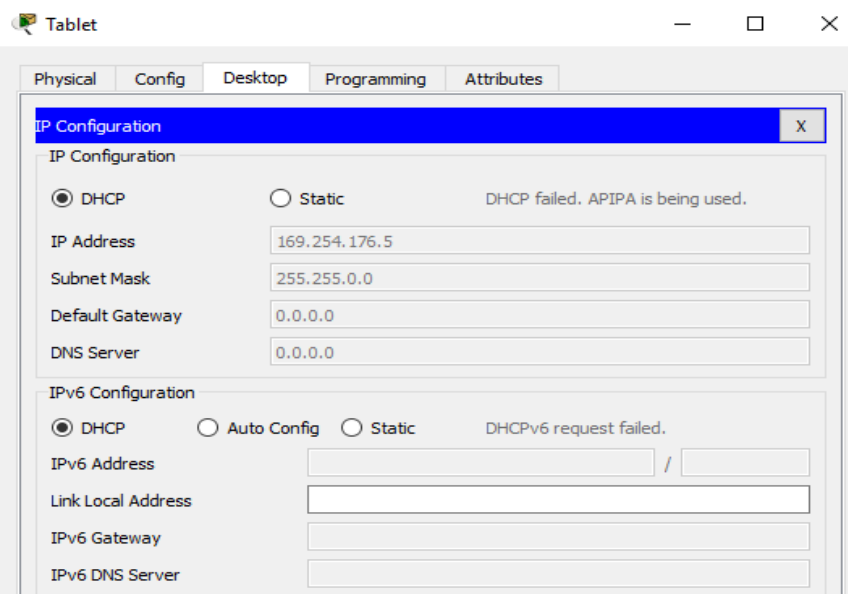 Tablet
Physical Config Desktop Programming Attributes
IP Configuration X
IP Configuration
DHCP Static DHCP failed. APIPA is being used.
IP Address 169.254.176.5
Subnet Mask 255.255.0.0
Default Gateway 0.0.0.0
DNS Server 0.0.0.0
IPv6 Configuration
DHCP Auto Config Static DHCPv6 request failed.
IPv6 Address /
Link Local Address
IPv6 Gateway
IPv6 DNS Server